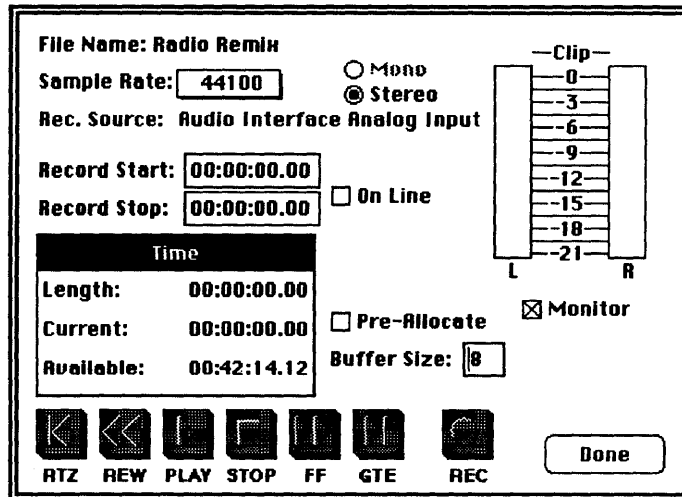 File Name: Radio Remix
Sample Rate: 44100
Mono
Stereo
Rec. Source: Audio Interface Analog Input
Record Start: 00:00:00.00
Record Stop: 00:00:00.00
On Line
Time
Length: 00:00:00.00
Current: 00:00:00.00
Available: 00:42:14.12
Pre-Allocate
Buffer Size: 8
Clip
0
-3
-6
-9
-12
-15
-18
-21
L R
Monitor
RTZ REW PLAY STOP FF GTE REC
Done